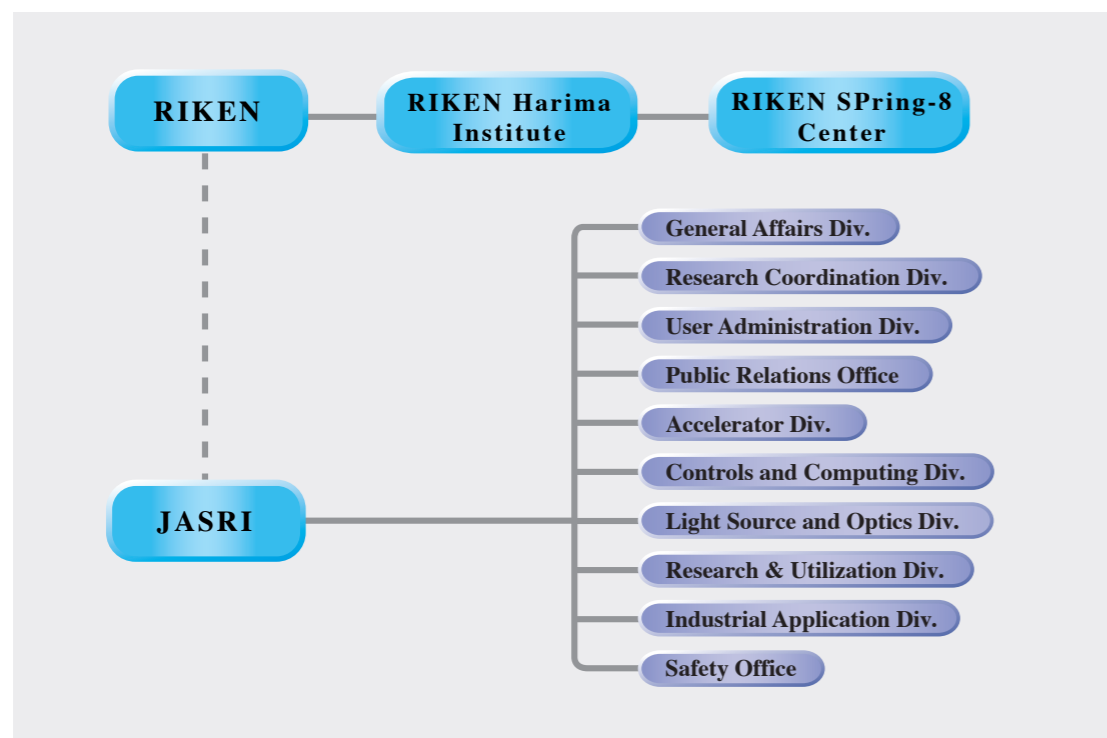 RIKEN
RIKEN Harima
Institute
RIKEN SPring-8
Center
General Affairs Div.
Research Coordination Div.
User Administration Div.
Public Relations Office
Accelerator Div.
Controls and Computing Div.
JASRI
Light Source and Optics Div.
Research & Utilization Div.
Industrial Application Div.
Safety Office